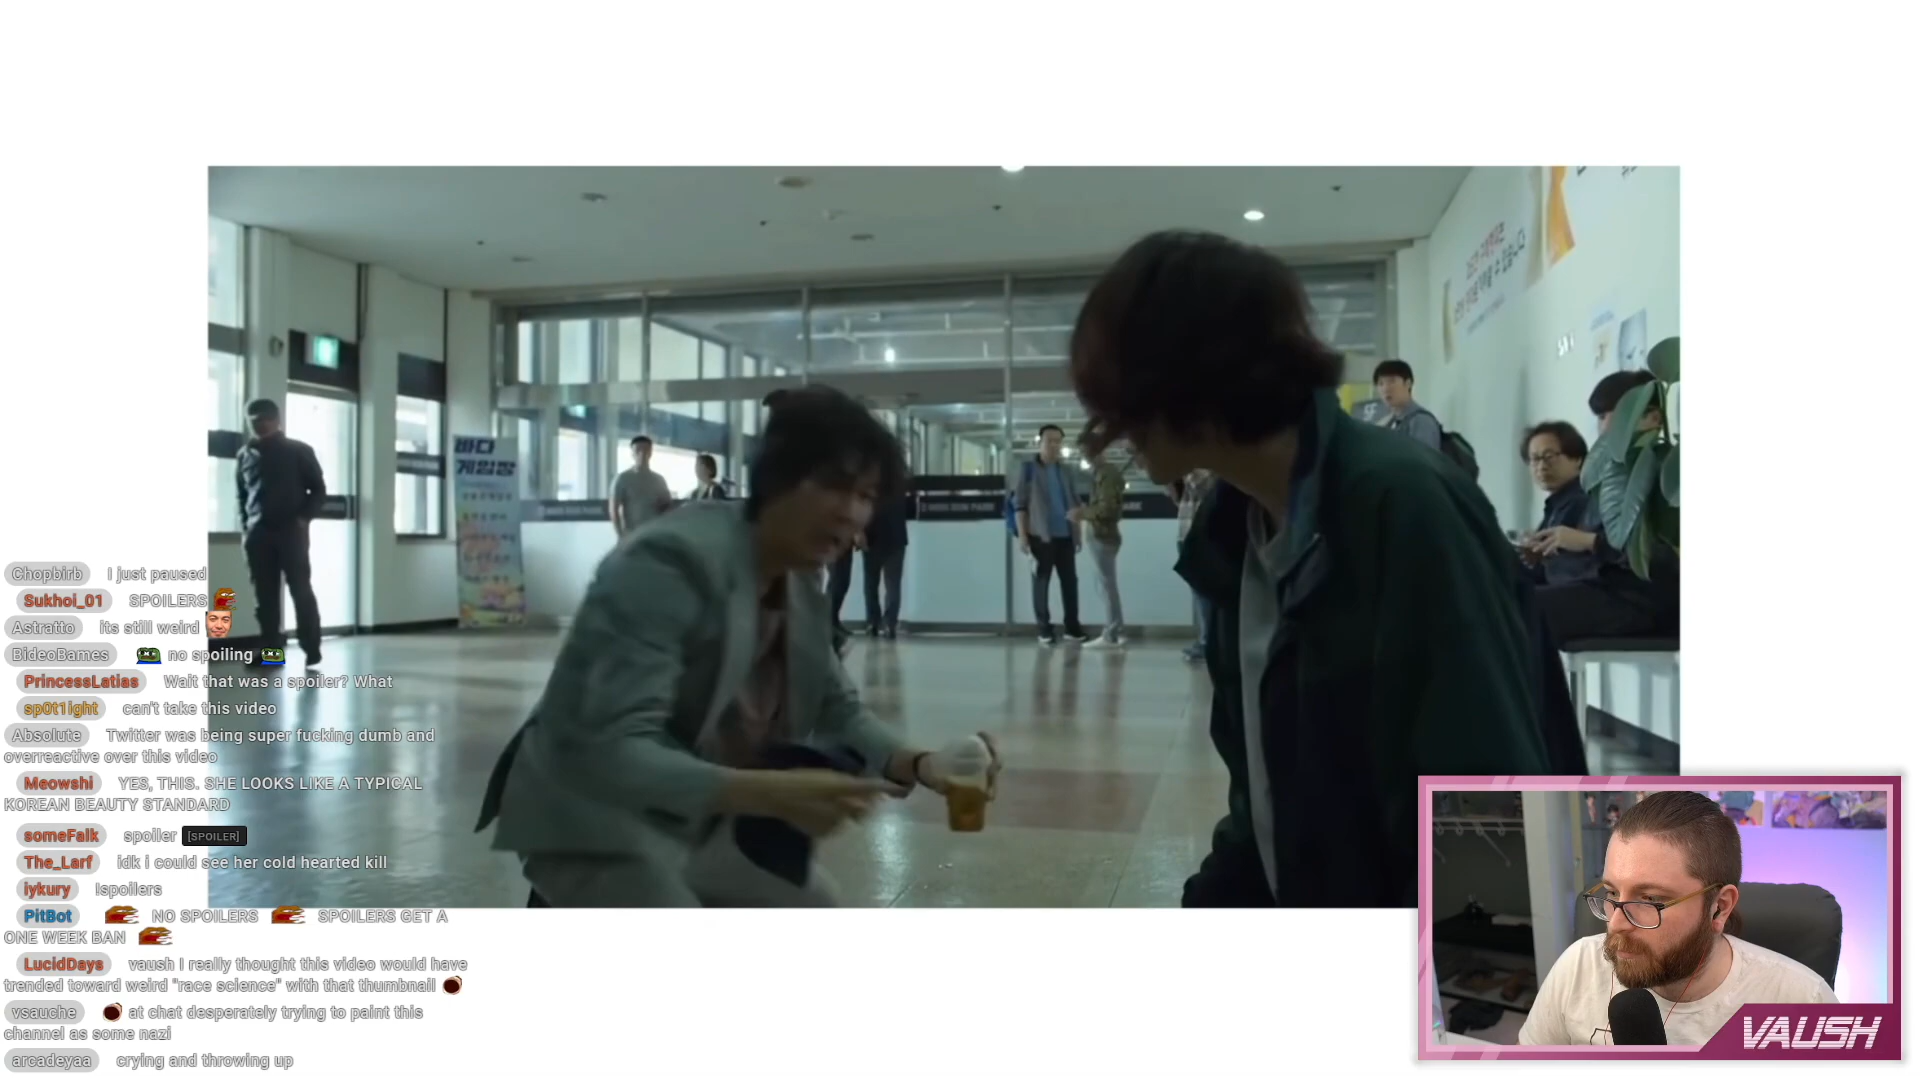 바다
게임짱
Chopbirb I just paused
Sukhoi_01 SPOILERS
Astratto its still weird
BideoBames no spoiling
PrincessLatias Wait that was a spoiler? What
sp0t1ight can't take this video
Absolute Twitter was being super fucking dumb and
overreactive over this video
Meowshi YES, THIS. SHE LOOKS LIKE A TYPICAL
KOREAN BEAUTY STANDARD
someFalk spoiler [SPOILER]
The_Larf idk i could see her cold hearted kill
iykury !spoilers
PitBot NO SPOILERS SPOILERS GET A
ONE WEEK BAN
LucidDays vaush I really thought this video would have
trended toward weird "race science" with that thumbnail
vsauche at chat desperately trying to paint this
channel as some nazi
arcadeyaa crying and throwing up
VAUSH